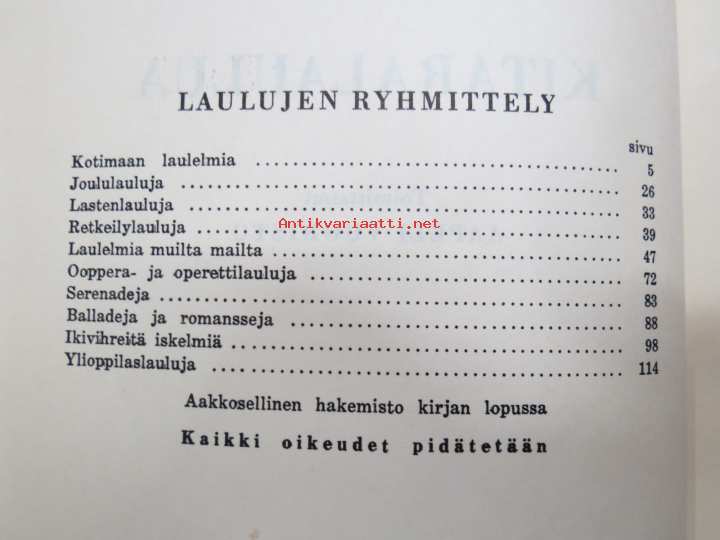 LAULUJEN RYHMITTELY
sivu
Kotimaan laulelmia 5
Joululauluja 26
Lastenlauluja 33
Retkeilylauluja 39
Antikvariaatti.net
Laulelmia muilta mailta 47
Ooppera- ja operettilauluja 72
Serenadeja 83
Balladeja ja romansseja 88
Ikivihreitä iskelmiä 98
Ylioppilaslauluja 114
Aakkosellinen hakemisto kirjan lopussa
Kaikki oikeudet pidätetään